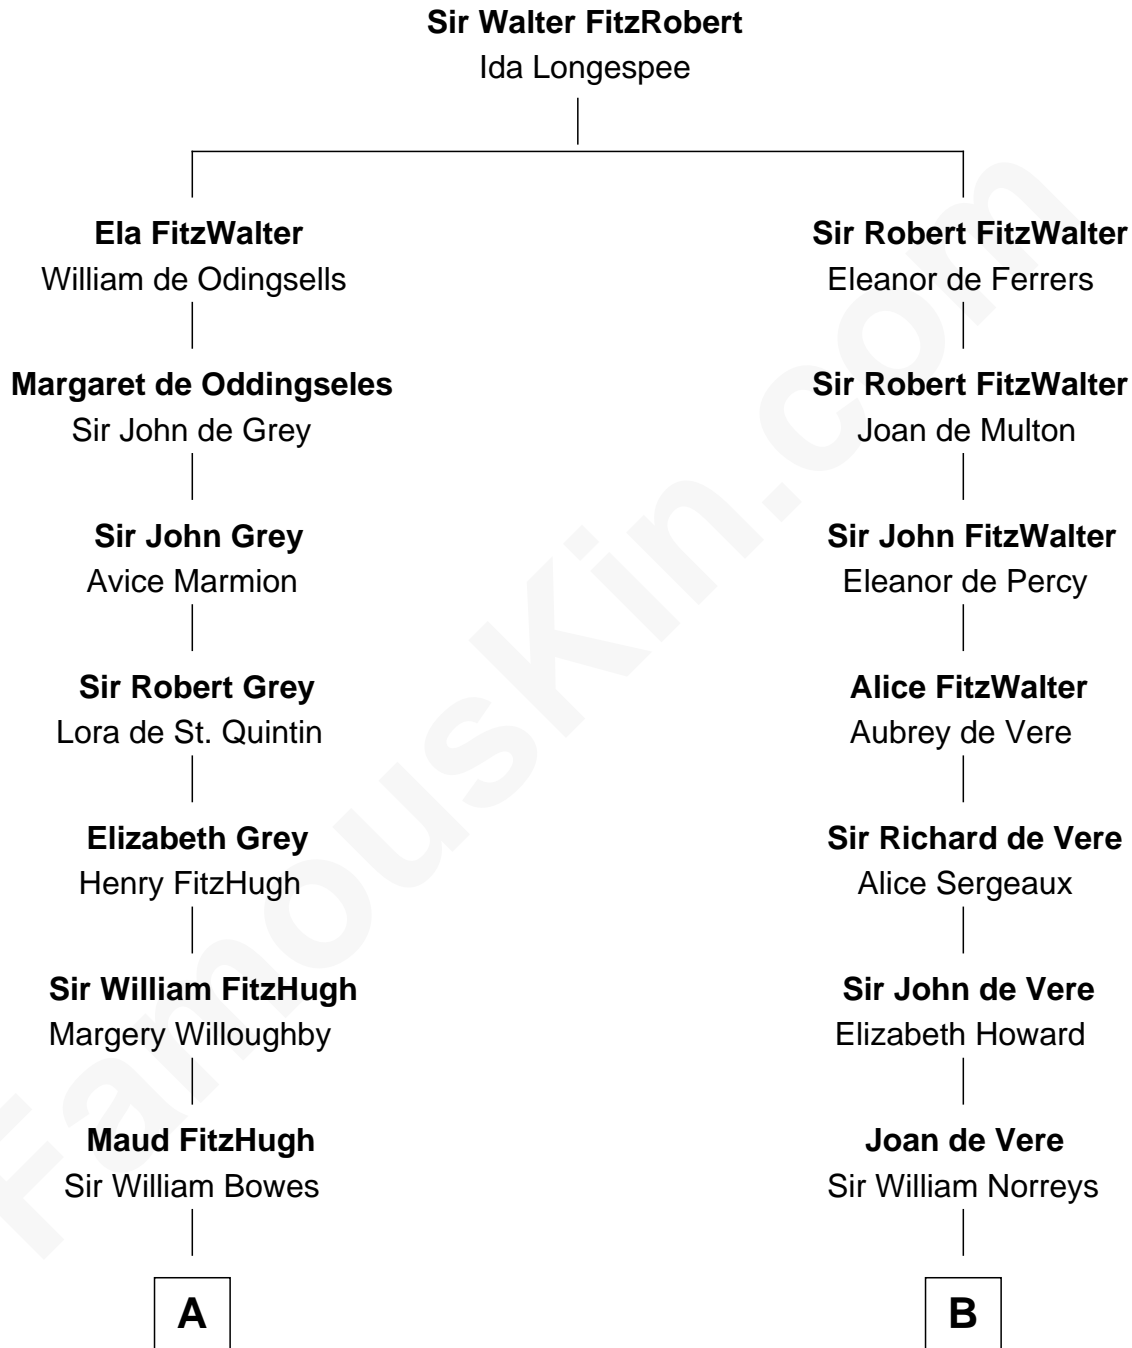 Sir Walter FitzRobert
Ida Longespee
Ela FitzWalter
William de Odingsells
Sir Robert FitzWalter
Eleanor de Ferrers
Margaret de Oddingseles
Sir John de Grey
Sir Robert FitzWalter
Joan de Multon
Sir John Grey
Avice Marmion
Sir John FitzWalter
Eleanor de Percy
Sir Robert Grey
Lora de St. Quintin
Alice FitzWalter
Aubrey de Vere
Elizabeth Grey
Henry FitzHugh
Sir Richard de Vere
Alice Sergeaux
Sir William FitzHugh
Margery Willoughby
Sir John de Vere
Elizabeth Howard
Maud FitzHugh
Sir William Bowes
Joan de Vere
Sir William Norreys
A
B
FamousKin.com